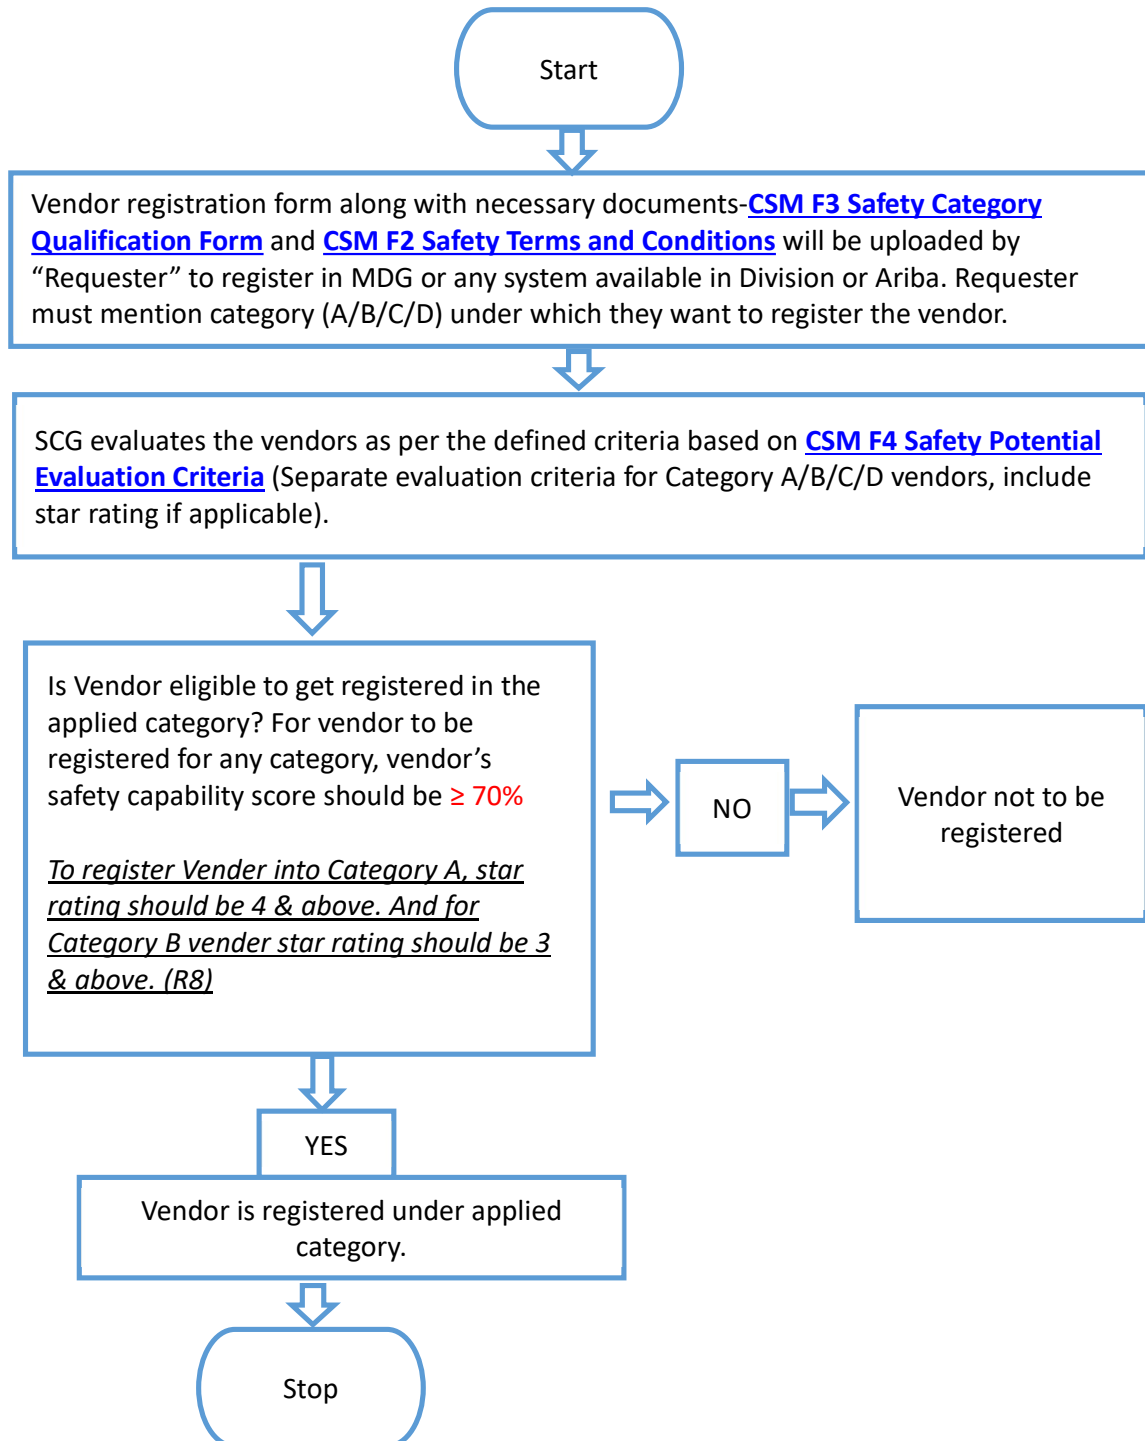 Start
Vendor registration form along with necessary documents-CSM F3 Safety Category
Qualification Form and CSM F2 Safety Terms and Conditions will be uploaded by
“Requester” to register in MDG or any system available in Division or Ariba. Requester
must mention category (A/B/C/D) under which they want to register the vendor.
SCG evaluates the vendors as per the defined criteria based on CSM F4 Safety Potential
Evaluation Criteria (Separate evaluation criteria for Category A/B/C/D vendors, include
star rating if applicable).
Is Vendor eligible to get registered in the
applied category? For vendor to be
registered for any category, vendor’s
safety capability score should be ≥ 70%
To register Vender into Category A, star
rating should be 4 & above. And for
Category B vender star rating should be 3
& above. (R8)
NO
Vendor not to be
registered
YES
Vendor is registered under applied
category.
Stop